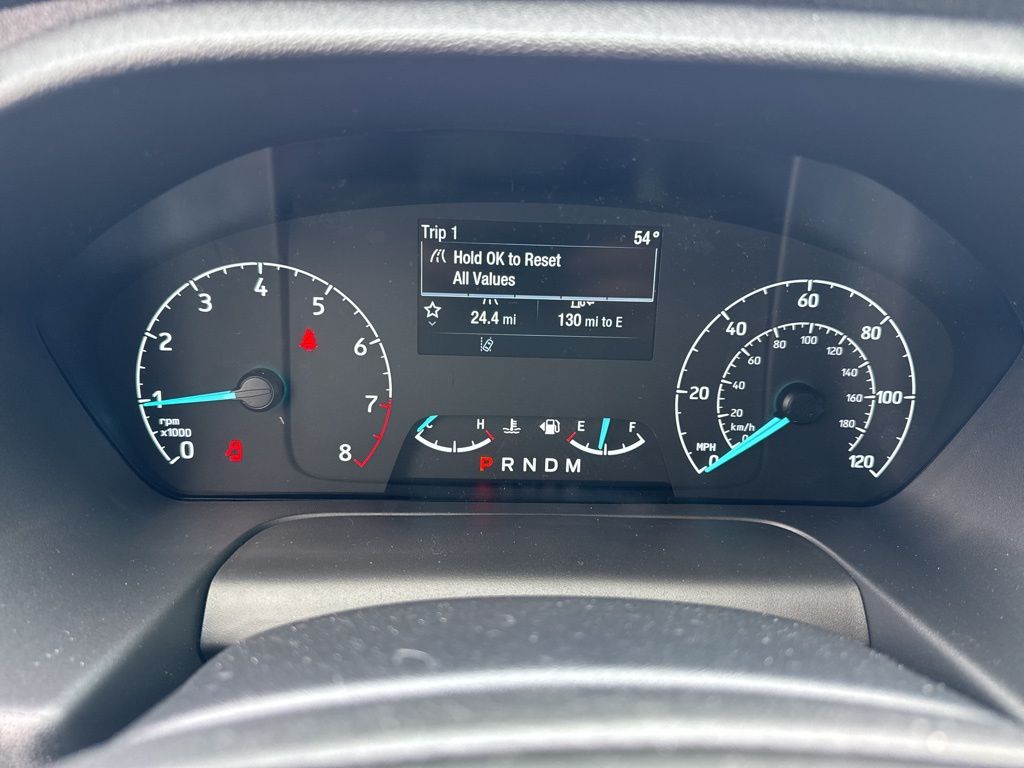 Trip 1 54°
Hold OK to Reset
All Values
24.4 mi 130 mi to E
0 1 2 3 4 5 6 7 8
rpm
x1000
C H E F
P R N D M
0 20 40 60 80 100 120
MPH
0 20 40 60 80 100 120 140 160 180
km/h